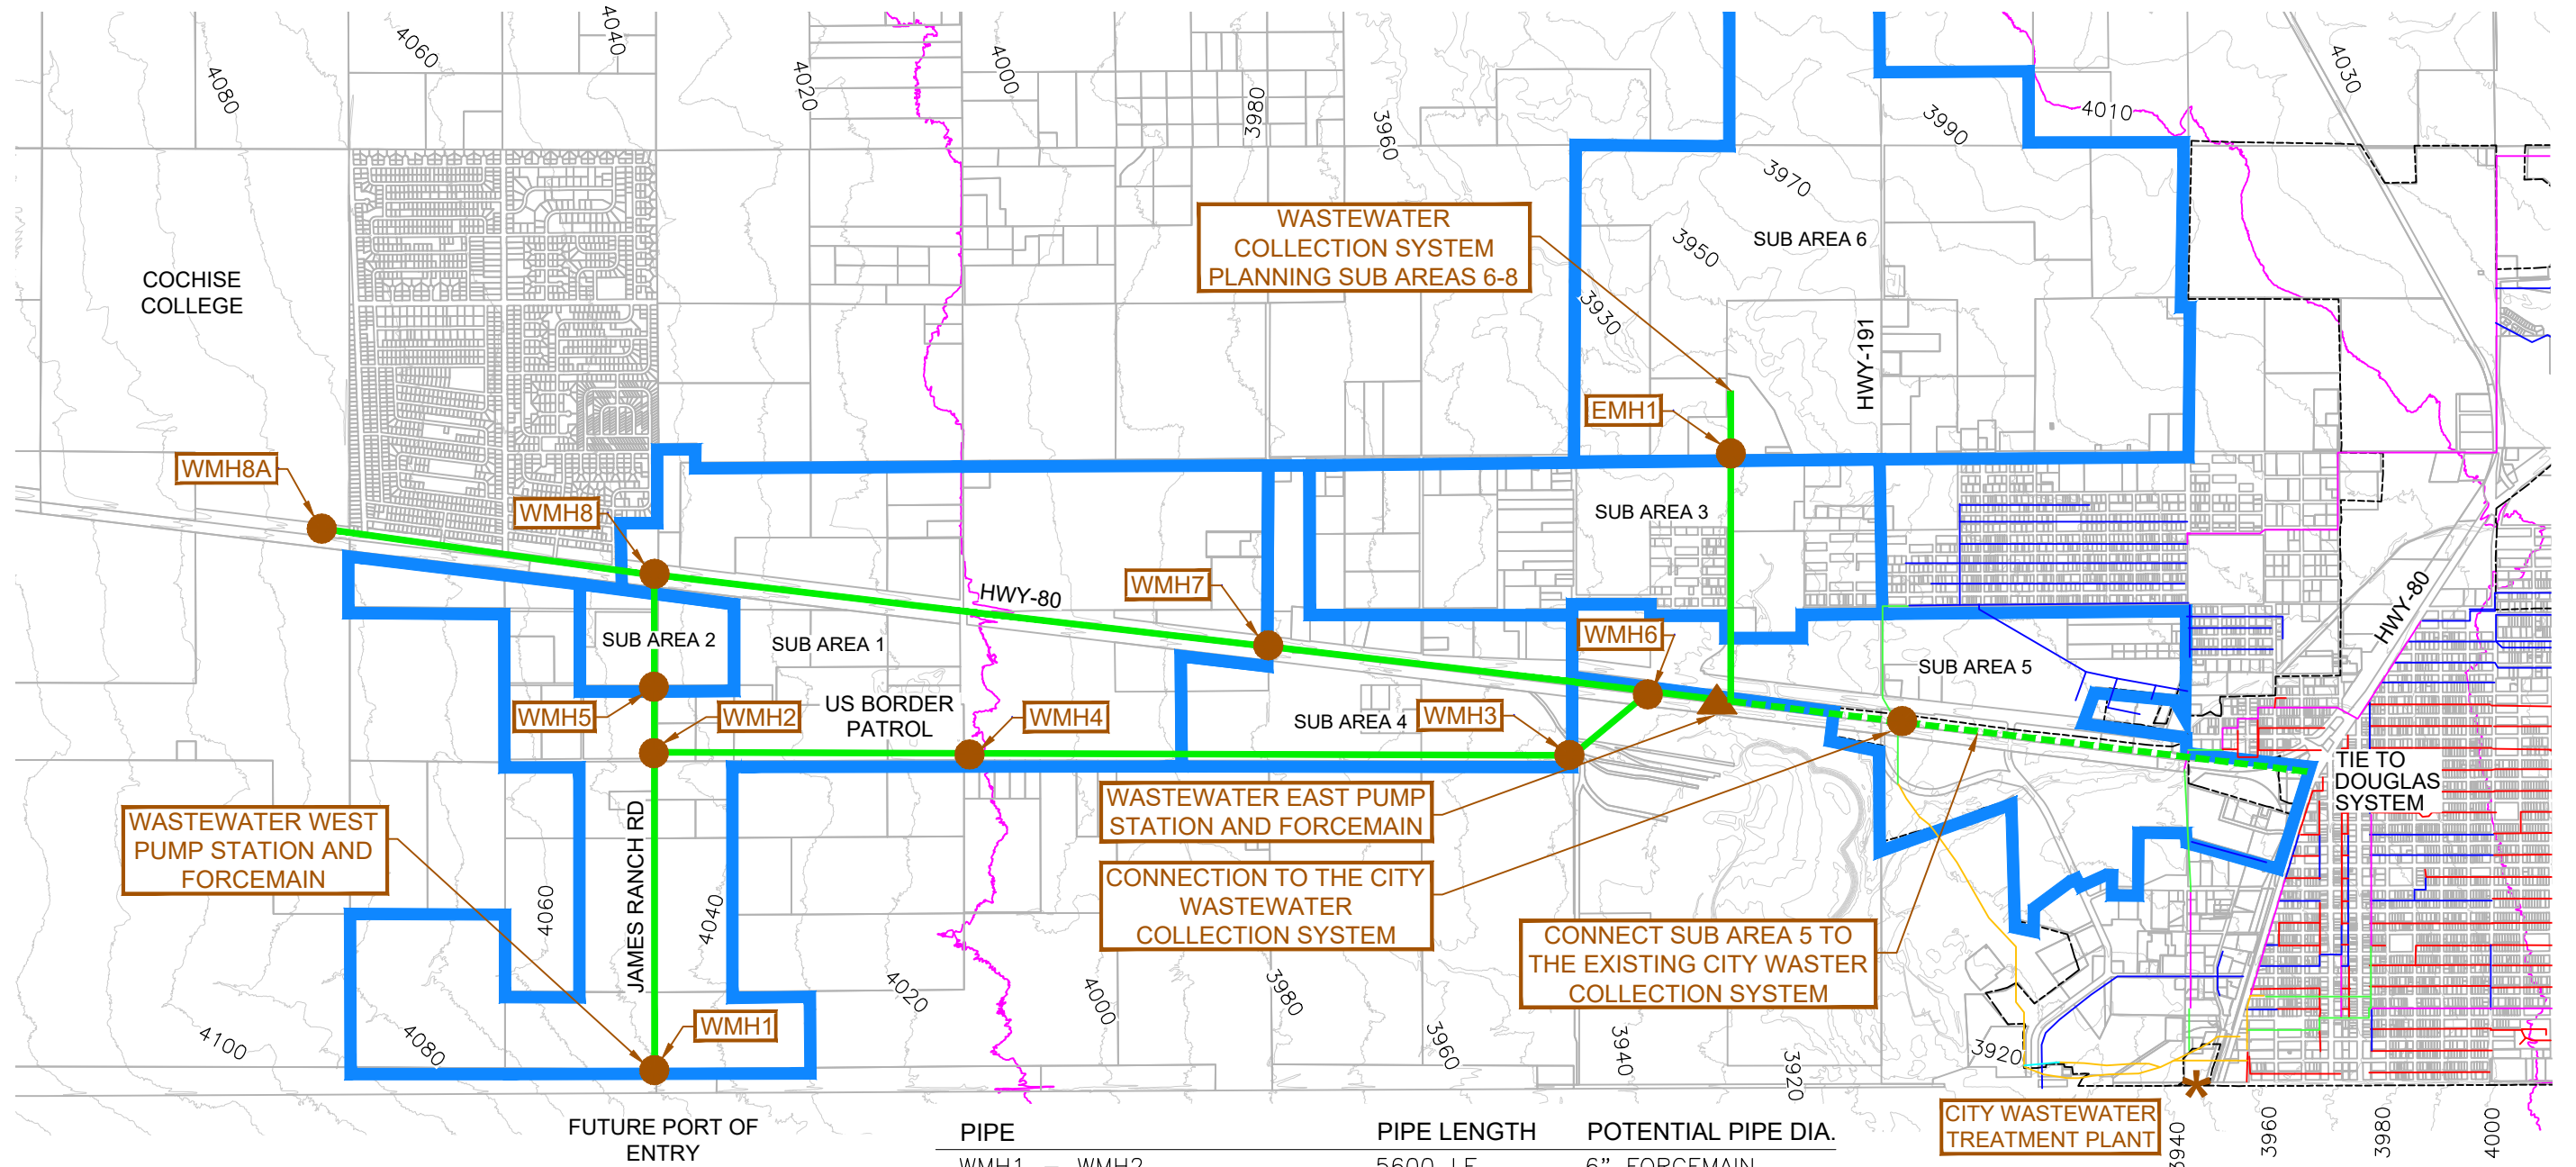 4040
4060
4080
4020
4000
3980
3960
4030
4010
3990
3970
3950
3930
WASTEWATER
COLLECTION SYSTEM
PLANNING SUB AREAS 6-8
SUB AREA 6
COCHISE
COLLEGE
HWY-191
EMH1
WMH8A
WMH8
SUB AREA 3
WMH7
HWY-80
HWY-80
SUB AREA 2
SUB AREA 1
WMH6
SUB AREA 5
WMH5
WMH2
US BORDER
PATROL
WMH4
SUB AREA 4
WMH3
TIE TO
DOUGLAS
SYSTEM
WASTEWATER WEST
PUMP STATION AND
FORCEMAIN
JAMES RANCH RD
WASTEWATER EAST PUMP
STATION AND FORCEMAIN
CONNECTION TO THE CITY
WASTEWATER
COLLECTION SYSTEM
CONNECT SUB AREA 5 TO
THE EXISTING CITY WASTER
COLLECTION SYSTEM
4060
4040
4020
4000
3980
3960
3940
3920
3920
4100
4080
WMH1
FUTURE PORT OF
ENTRY
CITY WASTEWATER
TREATMENT PLANT
3940
3960
3980
4000
PIPE PIPE LENGTH POTENTIAL PIPE DIA.
WMH1 - WMH2 5600 LF 6" FORCEMAIN